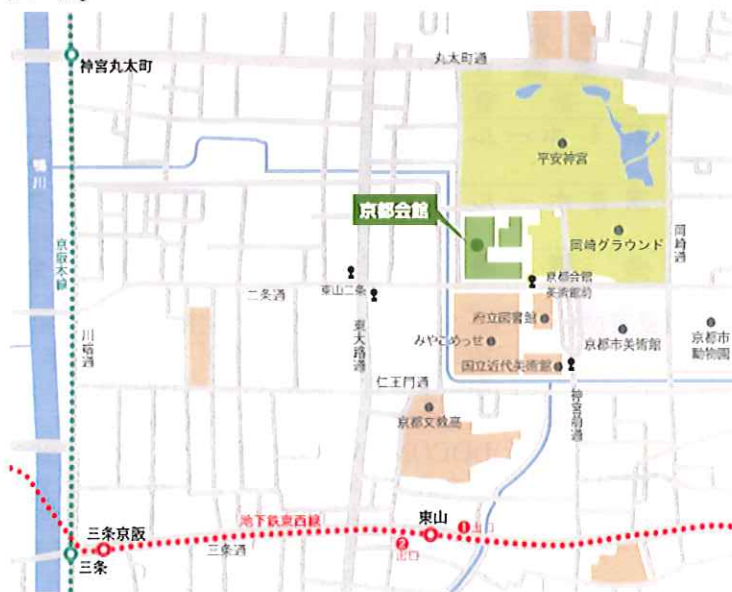 丸太町通
神宮丸太町
平安神宮
鴨川
京都会館
岡崎グラウンド
岡崎通
京阪本線
京都会館
美術館前
東山二条
二条通
府立図書館
みやこめっせ
京都市美術館
京都市
動物園
川端通
東大路通
国立近代美術館
仁王門通
神宮前通
京都文教高
地下鉄東西線
東山
❶出口
三条京阪
三条通
❷
出口
三条